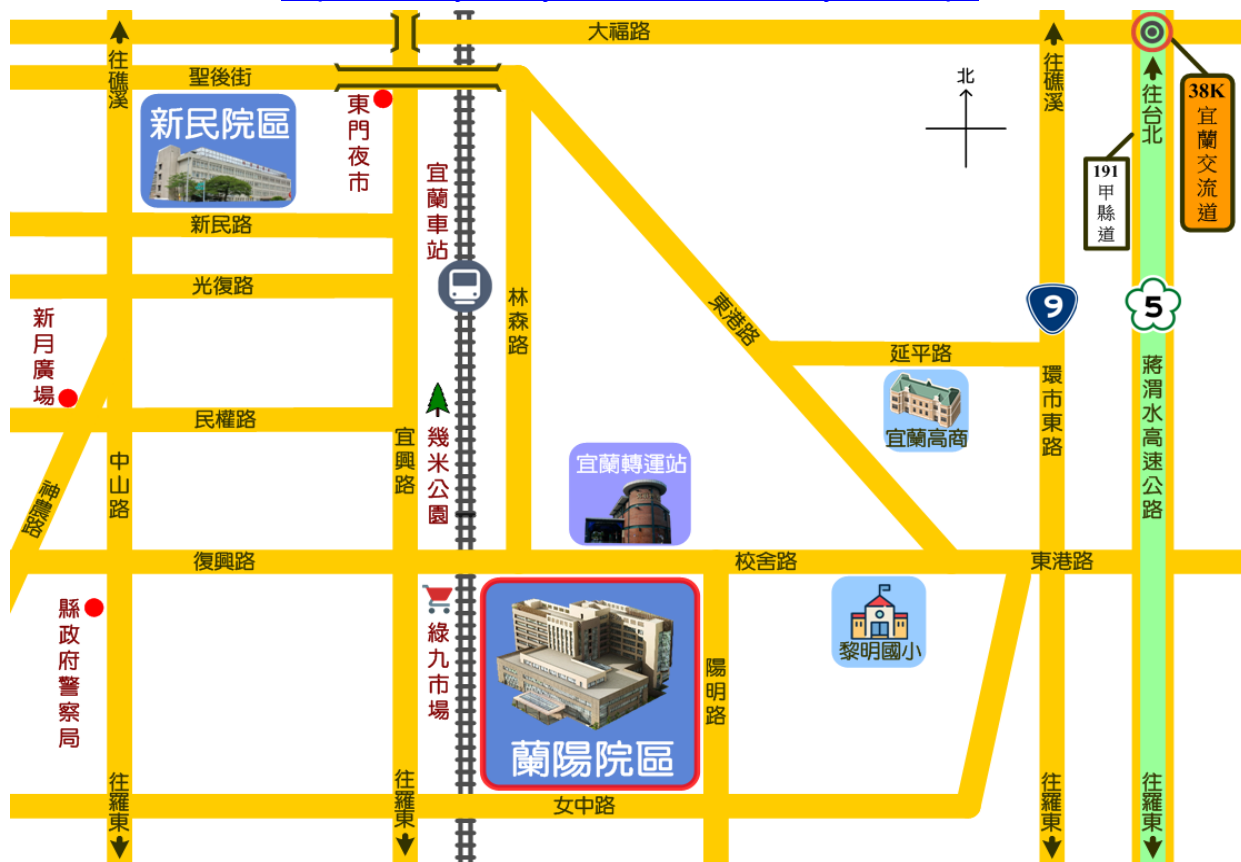 大福路
往礁溪
聖後街
新民院區
東門夜市
北
往礁溪
往台北
38K
宜蘭交流道
191
甲縣道
宜蘭車站
新民路
光復路
林森路
東港路
9
5
新月廣場
延平路
宜蘭高商
環市東路
蔣渭水高速公路
民權路
中山路
宜興路
幾米公園
宜蘭轉運站
神農路
復興路
校舍路
東港路
縣政府警察局
綠九市場
蘭陽院區
陽明路
黎明國小
女中路
往羅東
往羅東
往羅東
往羅東